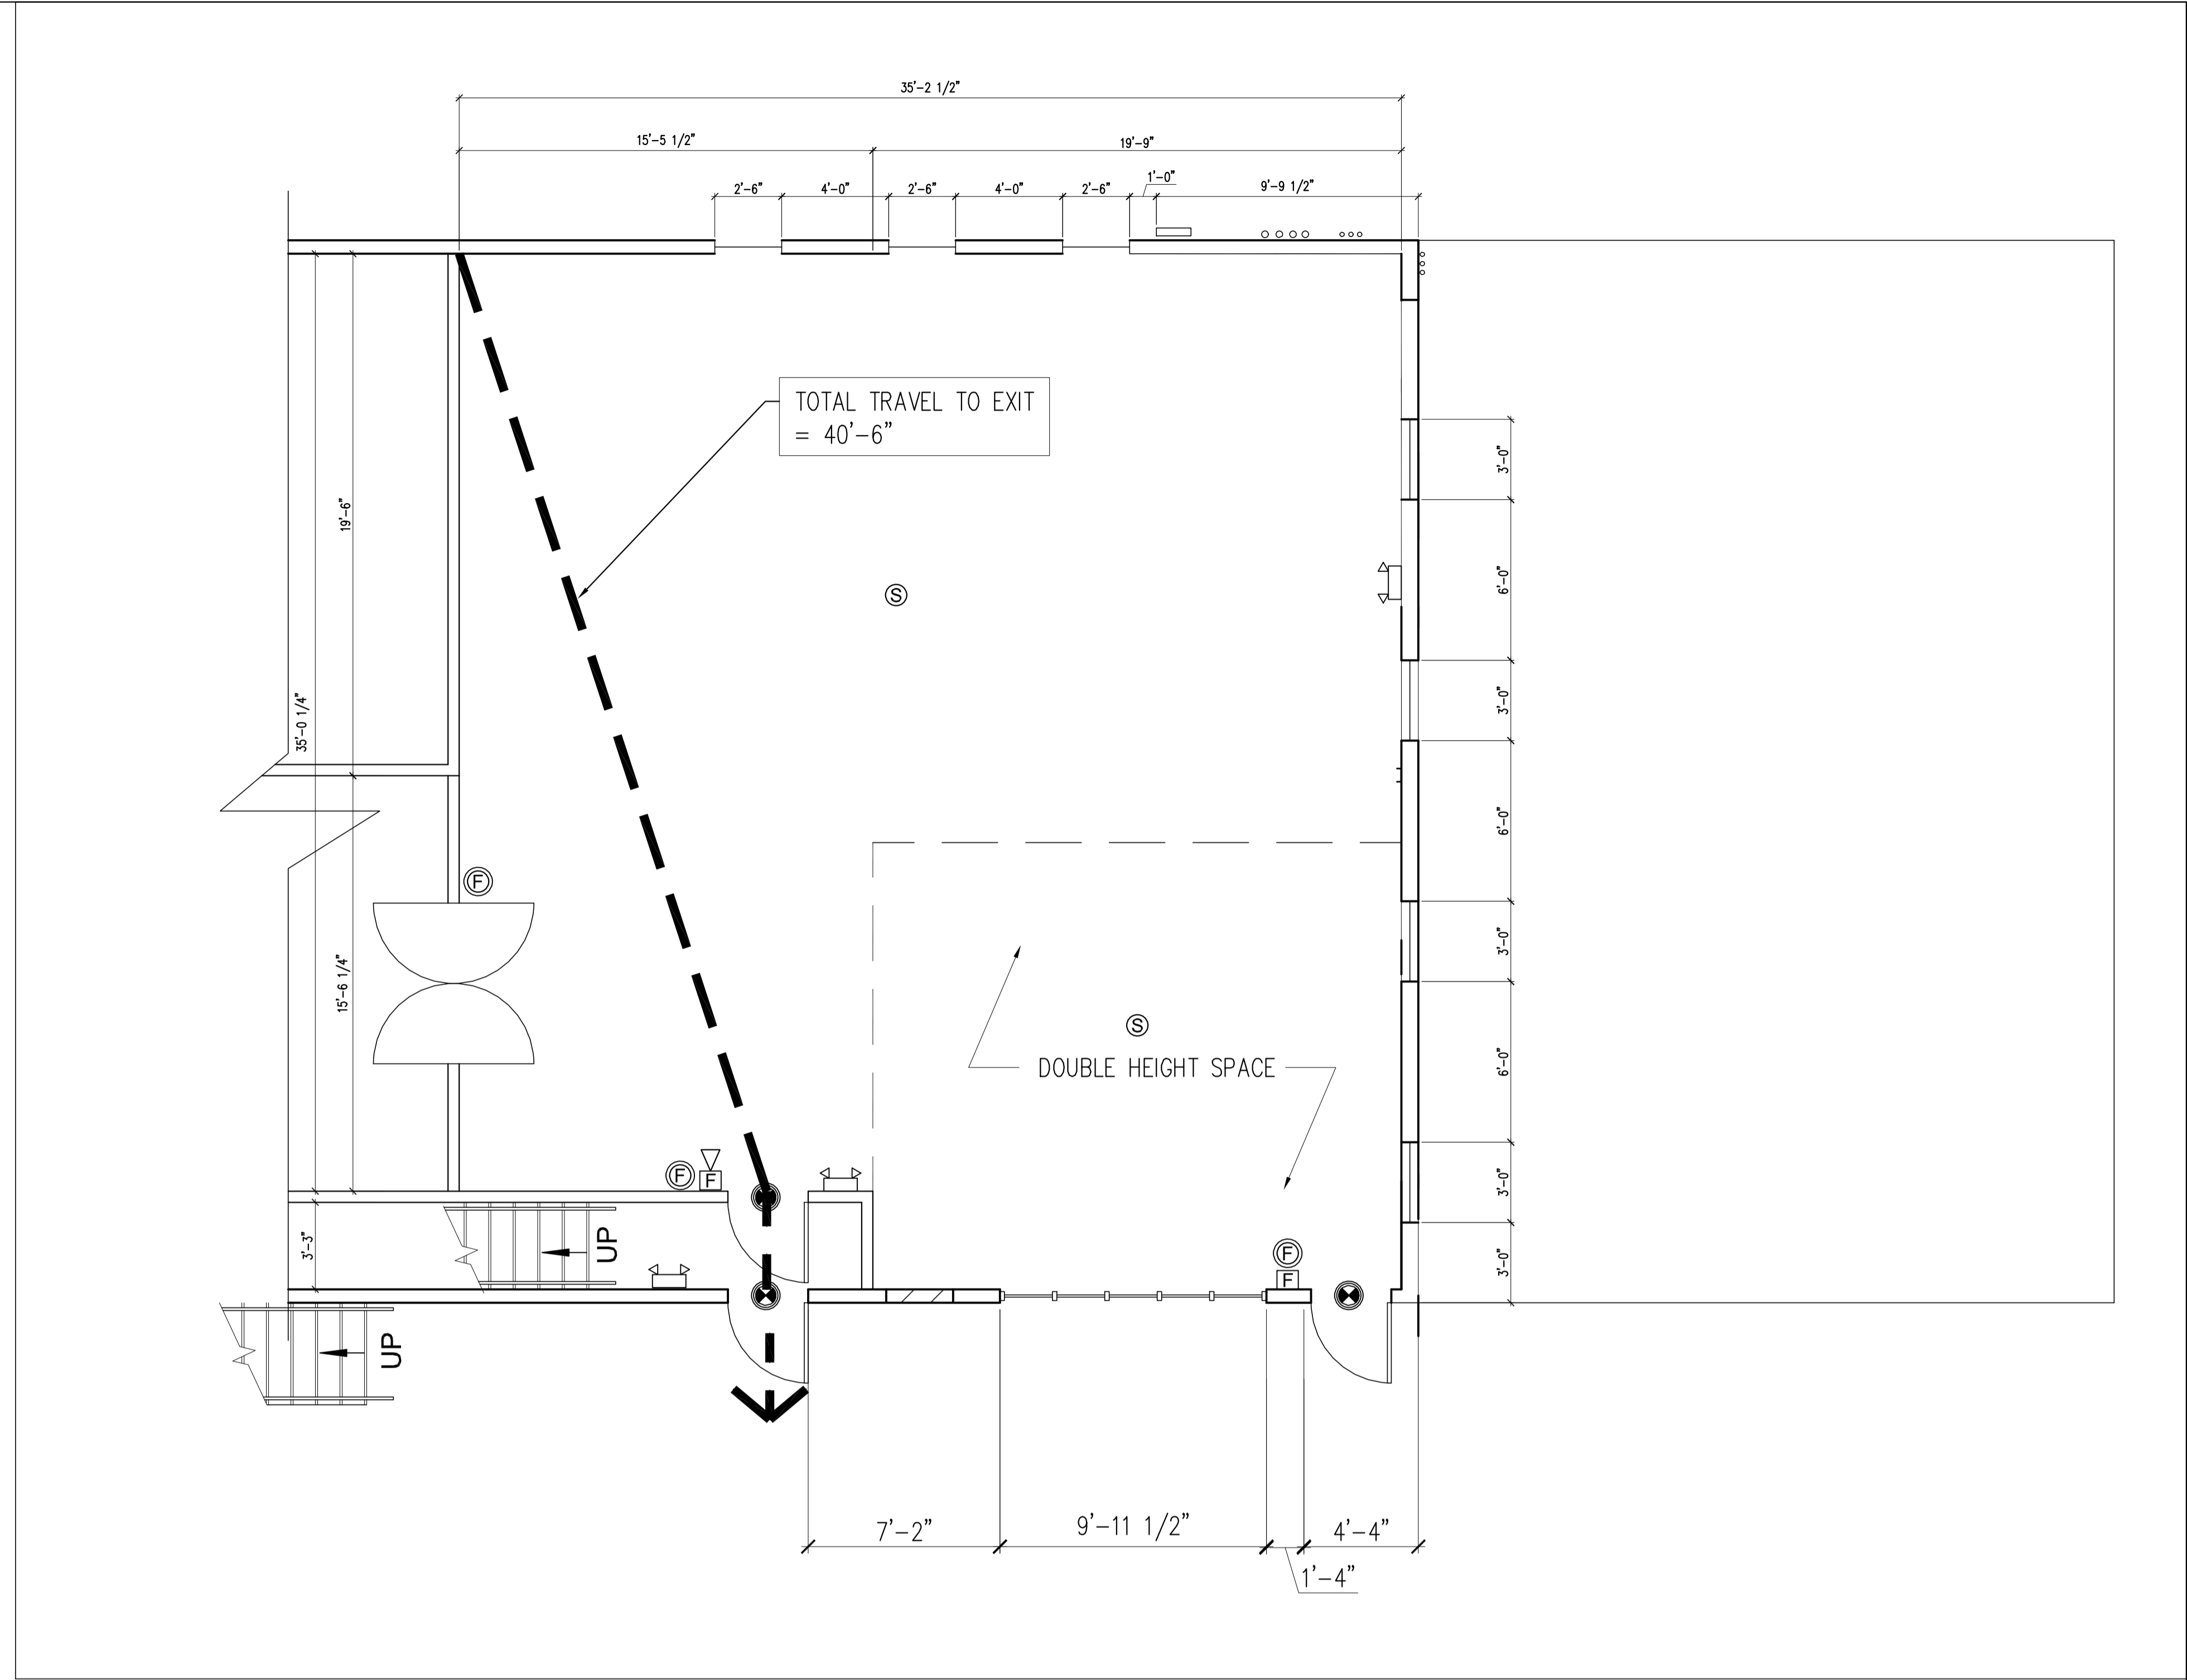 35'-2 1/2"
15'-5 1/2"
19'-9"
2'-6"
4'-0"
2'-6"
4'-0"
2'-6"
1'-0"
9'-9 1/2"
TOTAL TRAVEL TO EXIT
= 40'-6"
19'-6"
35'-0 1/4"
15'-6 1/4"
3'-3"
3'-0"
6'-0"
3'-0"
6'-0"
3'-0"
6'-0"
3'-0"
3'-0"
S
F
S
DOUBLE HEIGHT SPACE
F
F
UP
F
F
UP
7'-2"
9'-11 1/2"
4'-4"
1'-4"